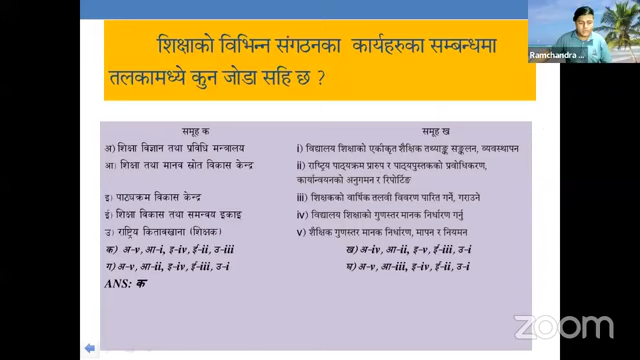 शिक्षाको विभिन्न संगठनका कार्यहरुका सम्बन्धमा
तलकामध्ये कुन जोडा सहि छ ?
Ramchandra ...
समूह क
समूह ख
अ) शिक्षा विज्ञान तथा प्रविधि मन्त्रालय
i) विद्यालय शिक्षाको एकीकृत शैक्षिक तथ्याङ्क सङ्कलन, व्यवस्थापन
आ) शिक्षा तथा मानव स्रोत विकास केन्द्र
ii) राष्ट्रिय पाठ्यक्रम प्रारुप र पाठ्यपुस्तकको प्रवोधिकरण,
कार्यान्वयनको अनुगमन र रिपोर्टिङ
इ) पाठ्यक्रम विकास केन्द्र
iii) शिक्षकको वार्षिक तलवी विवरण पारित गर्ने, गराउने
ई) शिक्षा विकास तथा समन्वय इकाइ
iv) विद्यालय शिक्षाको गुणस्तर मानक निर्धारण गर्नु
उ) राष्ट्रिय किताबखाना (शिक्षक)
v) शैक्षिक गुणस्तर मानक निर्धारण, मापन र नियमन
क) अ-v, आ-i, इ-iv, ई-ii, उ-iii
ख) अ-iv, आ-ii, इ-v, ई-iii, उ-i
ग) अ-v, आ-ii, इ-iv, ई-iii, उ-i
घ) अ-v, आ-iii, इ-iv, ई-ii, उ-i
ANS: क
zoom